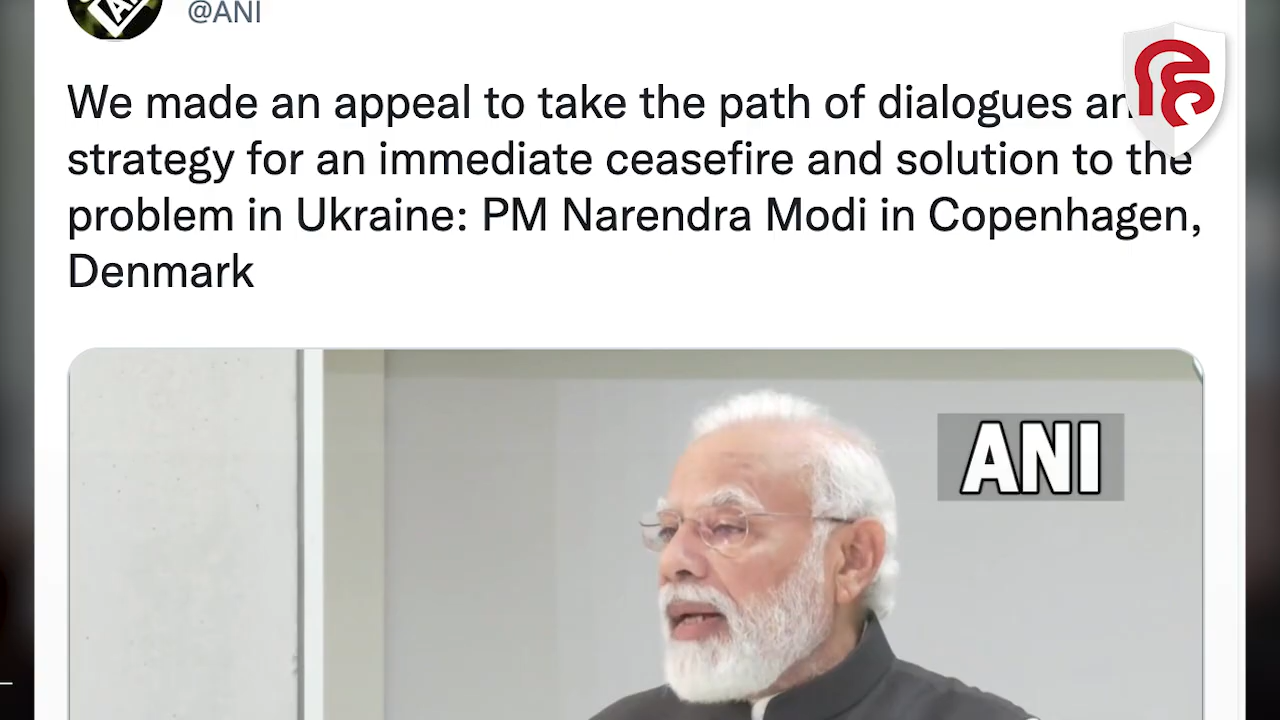 @ANI
We made an appeal to take the path of dialogues an
strategy for an immediate ceasefire and solution to the
problem in Ukraine: PM Narendra Modi in Copenhagen,
Denmark
ANI